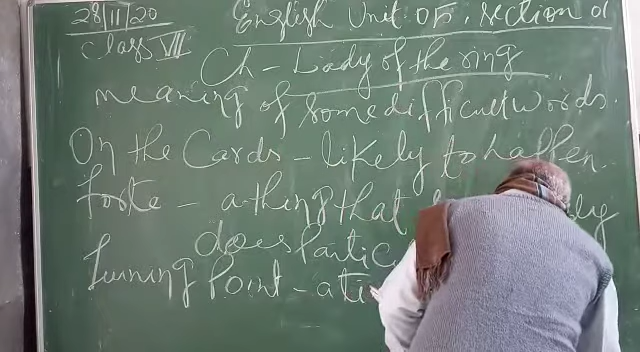 28/11/20 English Unit 05, section 01
Class VII
Ch - Lady of the ring
meaning of some difficult words.
On the Cards - likely to happen.
forte - a thing that
does Partic
Turning Point - a ti